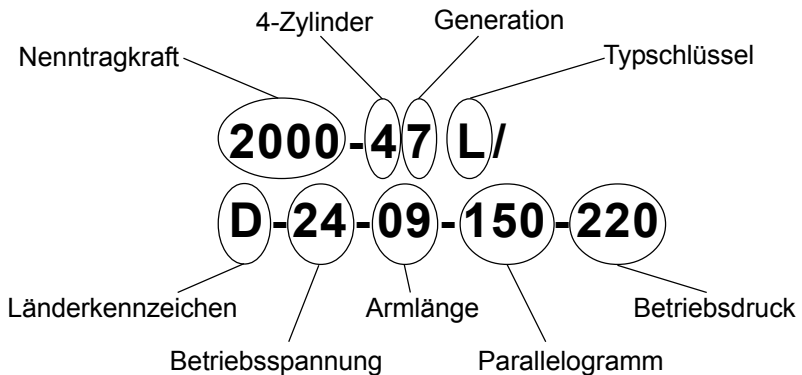 4-Zylinder Generation
Nenntragkraft Typschlüssel
2000-47 L/
D-24-09-150-220
Länderkennzeichen Armlänge Betriebsdruck
Betriebsspannung Parallelogramm